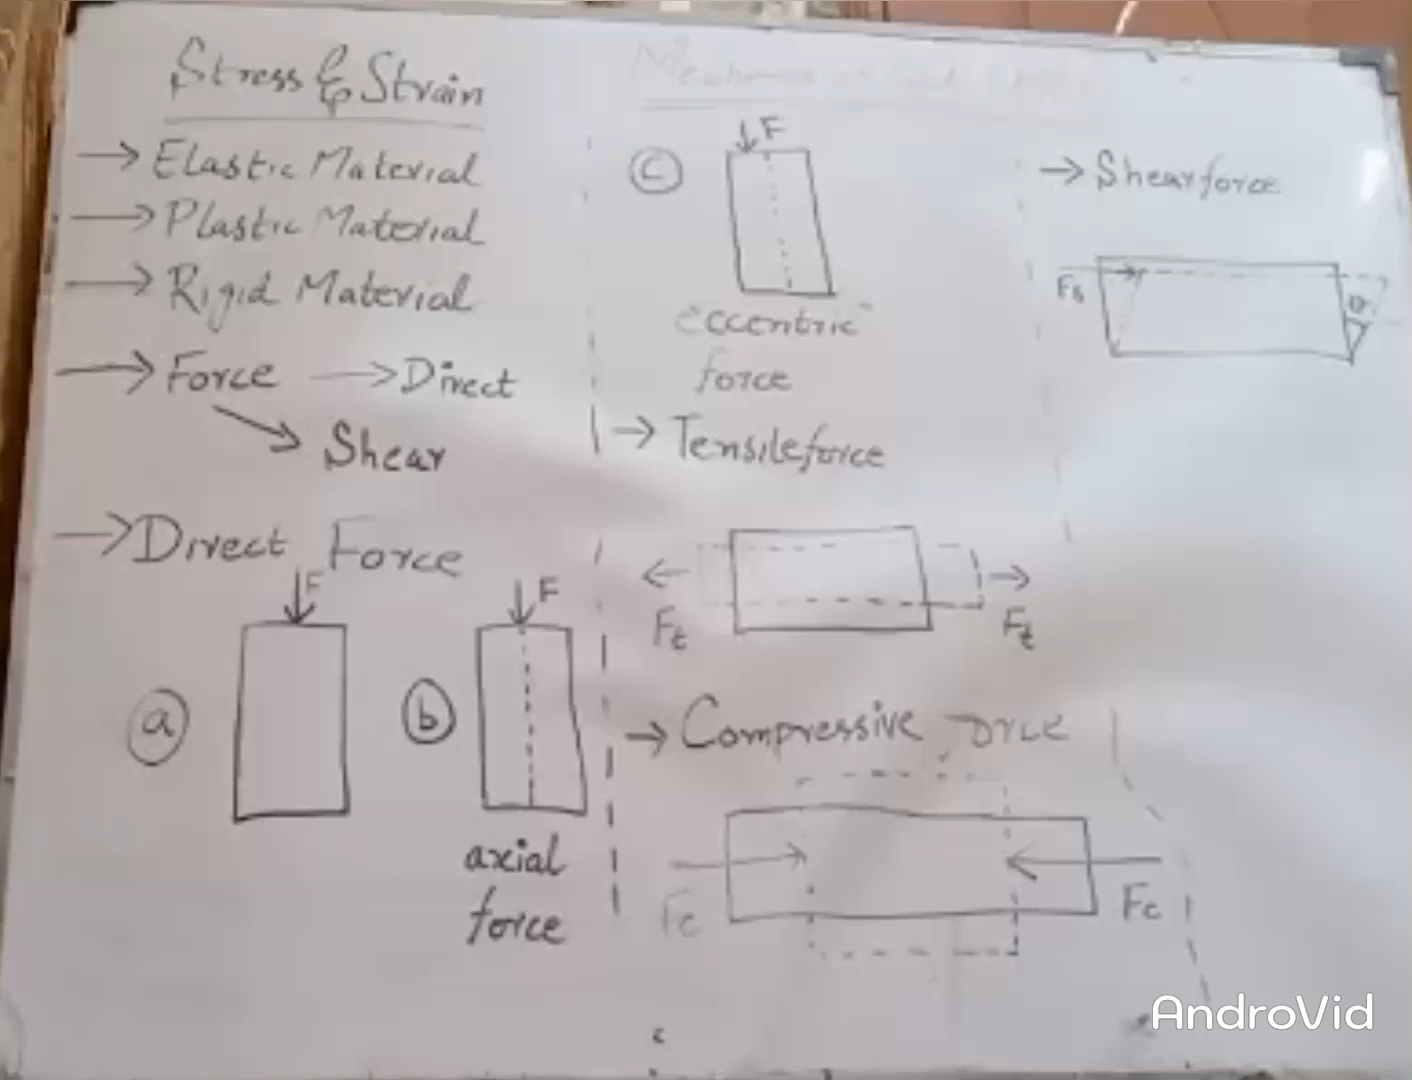 Stress & Strain
→ Elastic Material
→ Plastic Material
→ Rigid Material
→ Force → Direct
Shear
→ Direct Force
F
a
F
b
axial
force
c
F
eccentric
force
→ Tensile force
Ft
Ft
→ Compressive force
Fc
Fc
→ Shear force
Fs
AndroVid